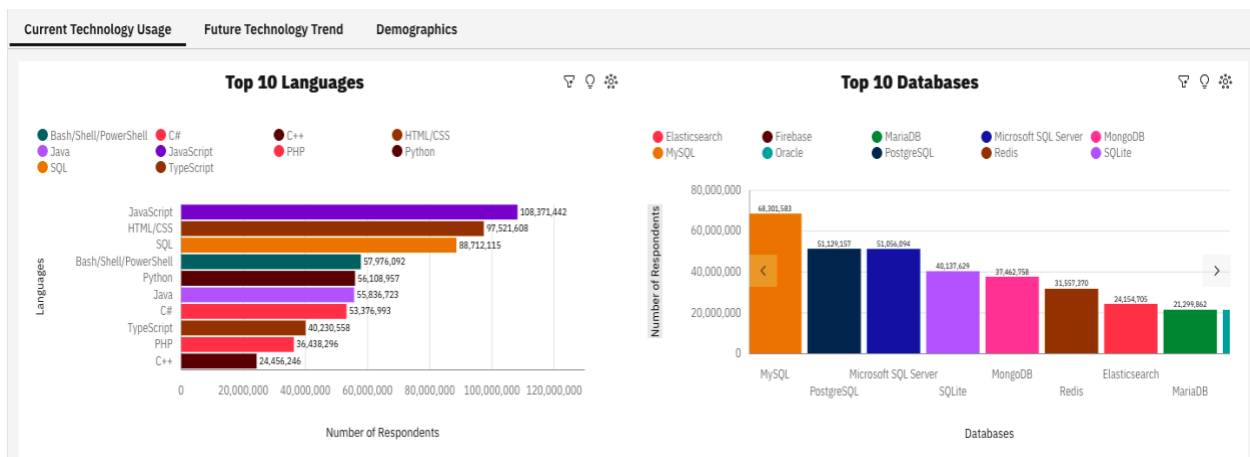 Current Technology Usage Future Technology Trend Demographics
Top 10 Languages
Bash/Shell/PowerShell C# C++ HTML/CSS
Java JavaScript PHP Python
SQL TypeScript
Languages
JavaScript 108,371,442
HTML/CSS 97,521,608
SQL 88,712,115
Bash/Shell/PowerShell 57,976,092
Python 56,108,957
Java 55,836,723
C# 53,376,993
TypeScript 40,230,558
PHP 36,438,296
C++ 24,456,246
0 20,000,000 40,000,000 60,000,000 80,000,000 100,000,000 120,000,000
Number of Respondents
Top 10 Databases
Elasticsearch Firebase MariaDB Microsoft SQL Server MongoDB
MySQL Oracle PostgreSQL Redis SQLite
Number of Respondents
80,000,000
60,000,000
40,000,000
20,000,000
0
68,301,583
51,129,157
51,056,094
40,137,629
37,462,758
31,557,370
24,154,705
21,299,862
MySQL Microsoft SQL Server MongoDB Elasticsearch
PostgreSQL SQLite Redis MariaDB
Databases